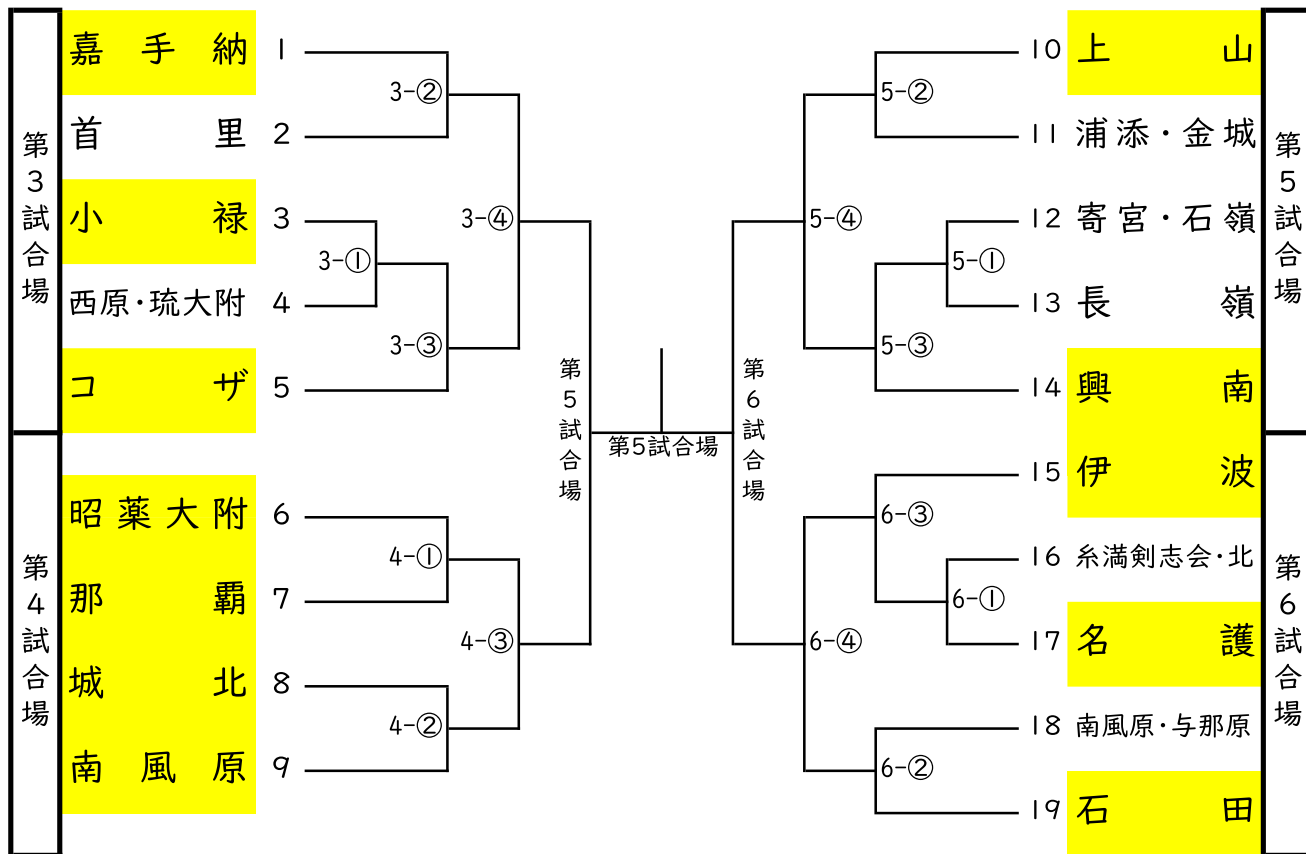 第3試合場
嘉手納 1
首里 2
小禄 3
西原・琉大附 4
コザ 5
3-①
3-②
3-③
3-④
第4試合場
昭薬大附 6
那覇 7
城北 8
南風原 9
4-①
4-②
4-③
第5試合場
第5試合場
第6試合場
第5試合場
10 上山
11 浦添・金城
12 寄宮・石嶺
13 長嶺
14 興南
5-①
5-②
5-③
5-④
第6試合場
15 伊波
16 糸満剣志会・北
17 名護
18 南風原・与那原
19 石田
6-①
6-②
6-③
6-④